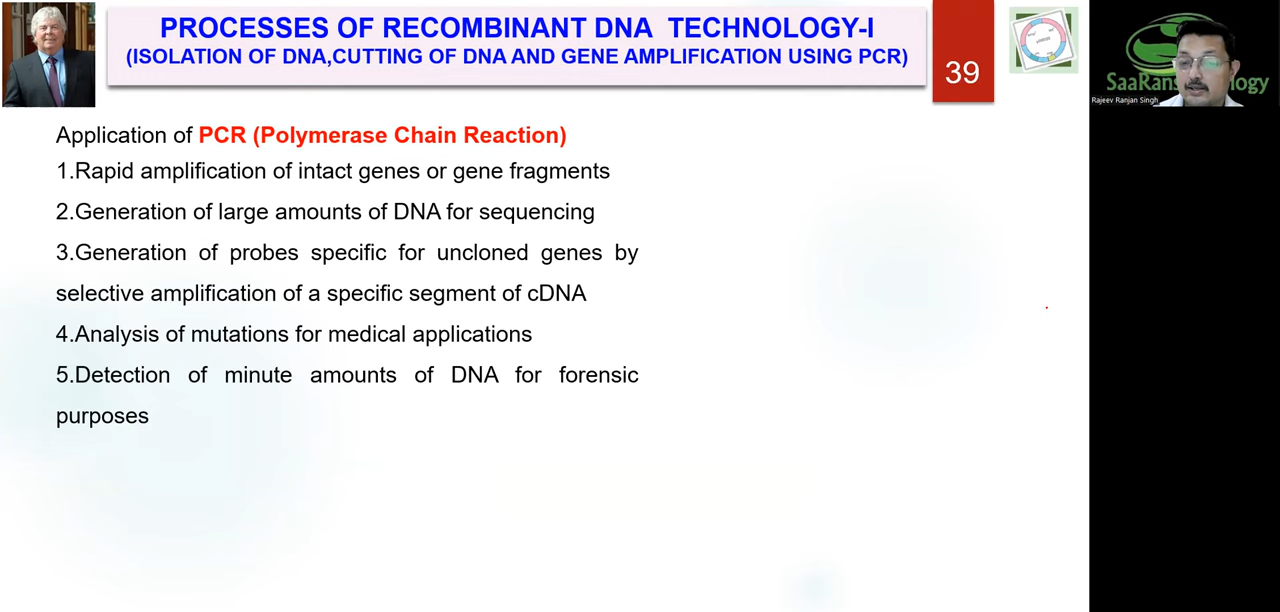 PROCESSES OF RECOMBINANT DNA TECHNOLOGY-I
(ISOLATION OF DNA,CUTTING OF DNA AND GENE AMPLIFICATION USING PCR)
39
Rajeev Ranjan Singh
Application of PCR (Polymerase Chain Reaction)
1.Rapid amplification of intact genes or gene fragments
2.Generation of large amounts of DNA for sequencing
3.Generation of probes specific for uncloned genes by
selective amplification of a specific segment of cDNA
4.Analysis of mutations for medical applications
5.Detection of minute amounts of DNA for forensic
purposes